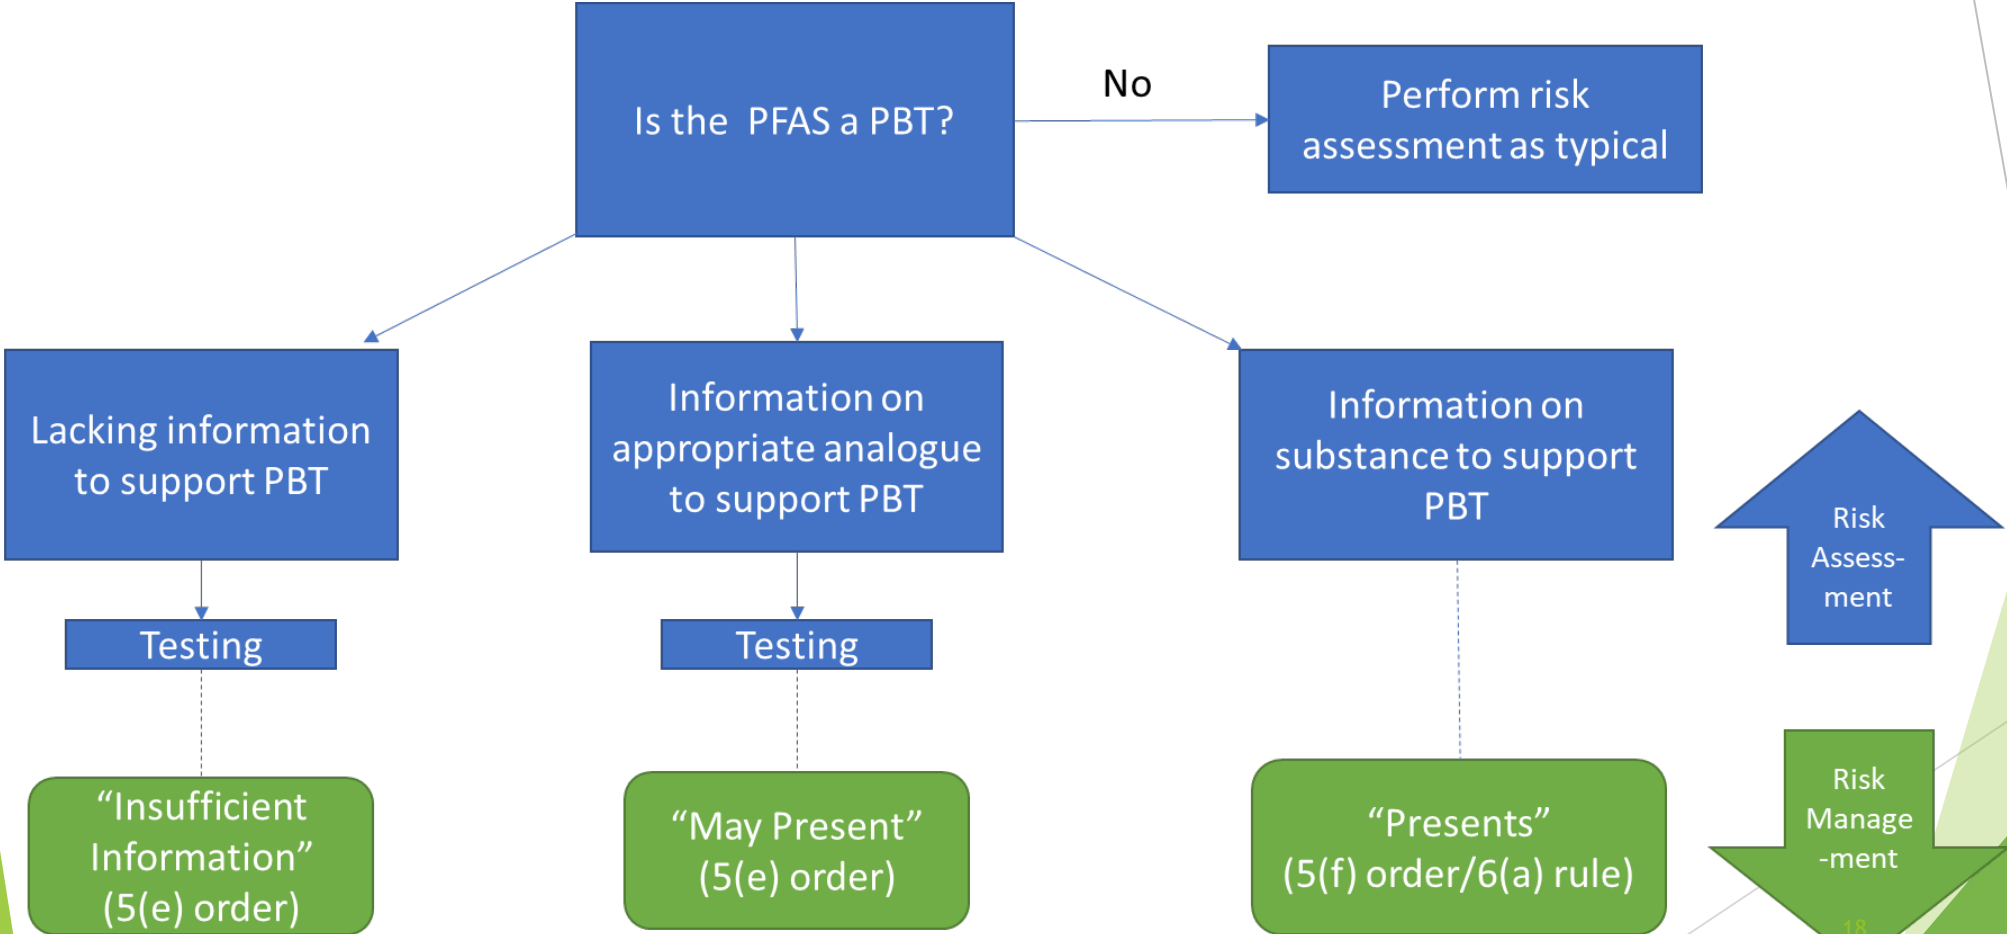 Is the PFAS a PBT?
No
Perform risk
assessment as typical
Lacking information
to support PBT
Information on
appropriate analogue
to support PBT
Information on
substance to support
PBT
Risk
Assess-
ment
Testing
Testing
“Insufficient
Information”
(5(e) order)
“May Present”
(5(e) order)
“Presents”
(5(f) order/6(a) rule)
Risk
Manage
-ment
18